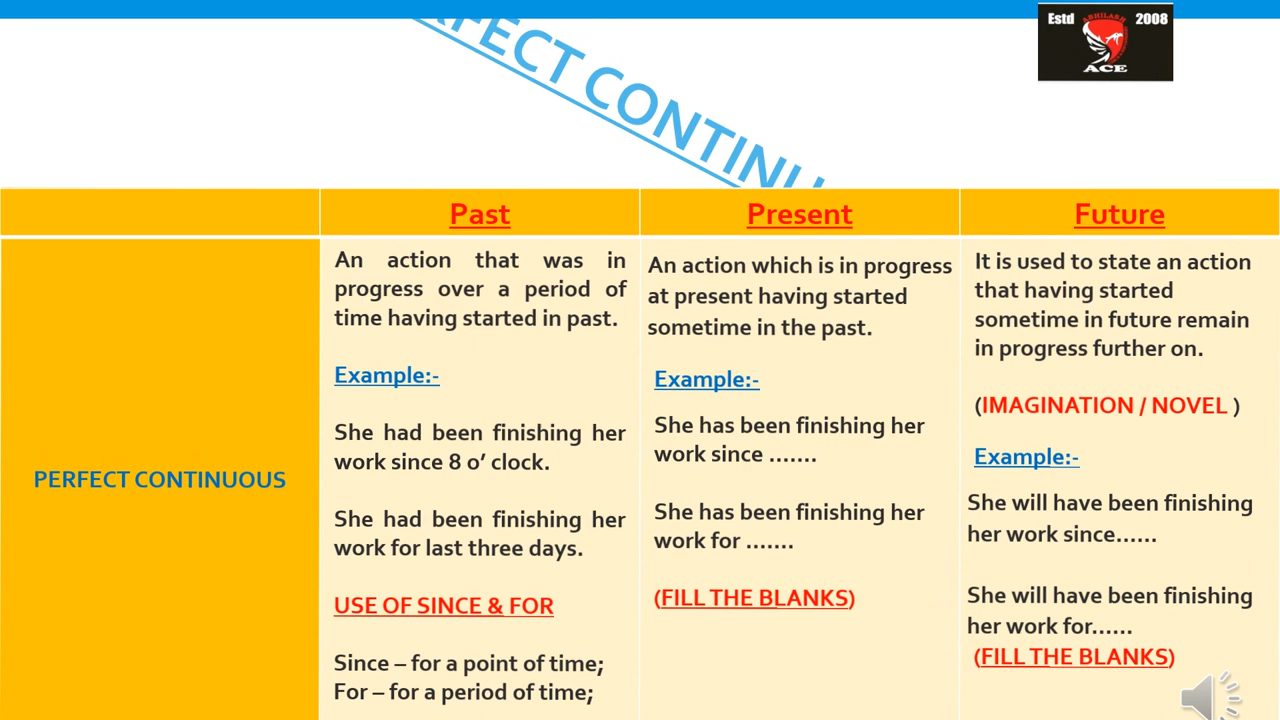 RFECT CONTINU
Estd 2008
ABHILASH
ACE
Past Present Future
An action that was in
progress over a period of
time having started in past.
Example:-
She had been finishing her
work since 8 o’ clock.
She had been finishing her
work for last three days.
USE OF SINCE & FOR
Since – for a point of time;
For – for a period of time;
An action which is in progress
at present having started
sometime in the past.
Example:-
She has been finishing her
work since .......
She has been finishing her
work for .......
(FILL THE BLANKS)
It is used to state an action
that having started
sometime in future remain
in progress further on.
(IMAGINATION / NOVEL )
Example:-
She will have been finishing
her work since......
She will have been finishing
her work for......
(FILL THE BLANKS)
PERFECT CONTINUOUS